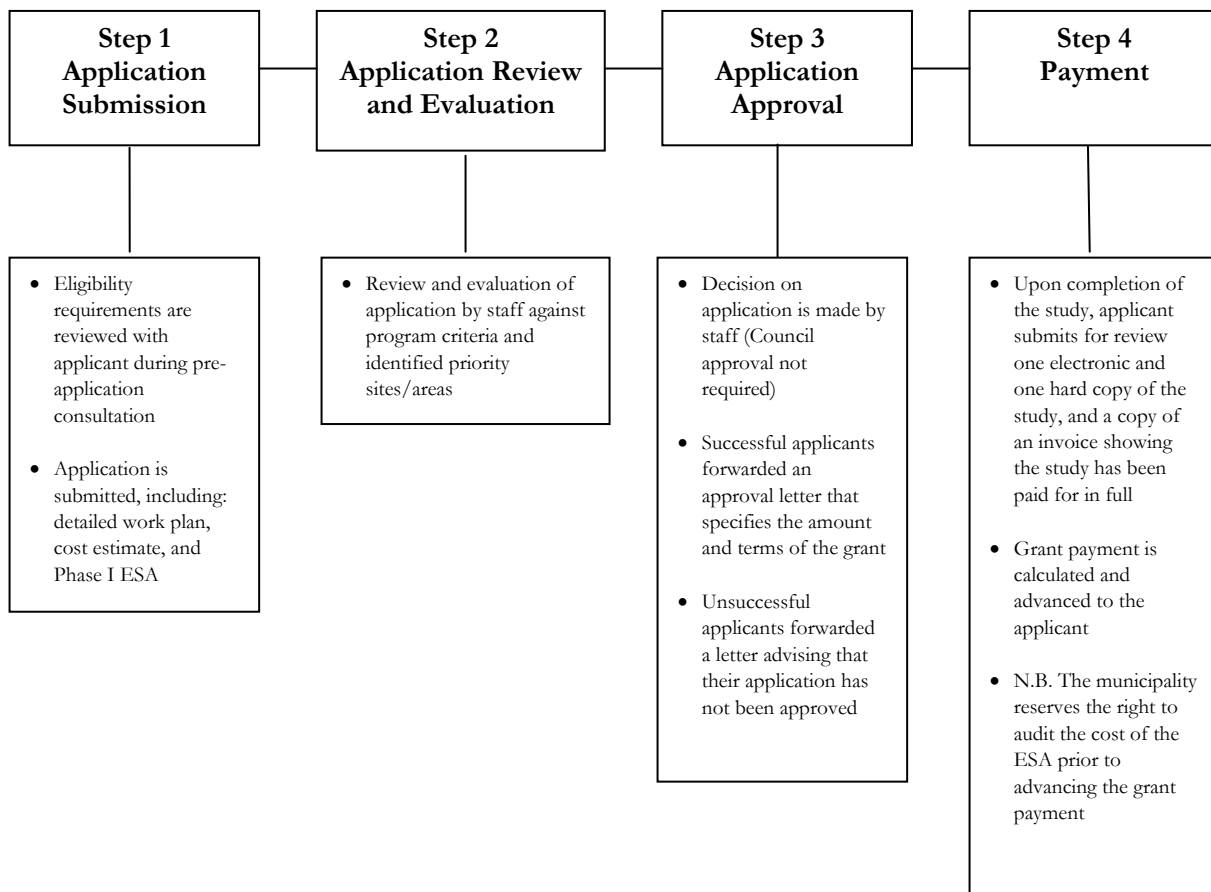 Step 1
Application
Submission
Step 2
Application Review
and Evaluation
Step 3
Application
Approval
Step 4
Payment
• Eligibility
requirements are
reviewed with
applicant during pre-
application
consultation
• Application is
submitted, including:
detailed work plan,
cost estimate, and
Phase I ESA
• Review and evaluation of
application by staff against
program criteria and
identified priority
sites/areas
• Decision on
application is made by
staff (Council
approval not
required)
• Successful applicants
forwarded an
approval letter that
specifies the amount
and terms of the grant
• Unsuccessful
applicants forwarded
a letter advising that
their application has
not been approved
• Upon completion of
the study, applicant
submits for review
one electronic and
one hard copy of the
study, and a copy of
an invoice showing
the study has been
paid for in full
• Grant payment is
calculated and
advanced to the
applicant
• N.B. The municipality
reserves the right to
audit the cost of the
ESA prior to
advancing the grant
payment